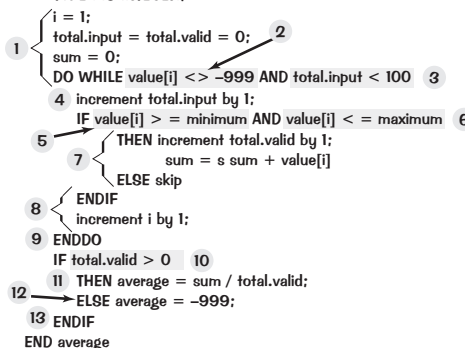 i = 1;
total.input = total.valid = 0; 2
1 sum = 0;
DO WHILE value[i] <> –999 AND total.input < 100 3
4 increment total.input by 1;
IF value[i] > = minimum AND value[i] < = maximum 6
5 THEN increment total.valid by 1;
7 sum = s sum + value[i]
ELSE skip
8 ENDIF
increment i by 1;
9 ENDDO
IF total.valid > 0 10
11 THEN average = sum / total.valid;
12 ELSE average = –999;
13 ENDIF
END average